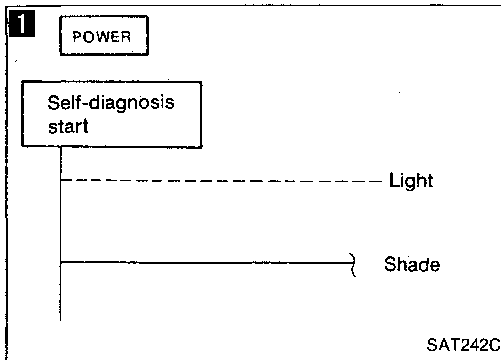 1
POWER
Self-diagnosis
start
Light
Shade
SAT242C